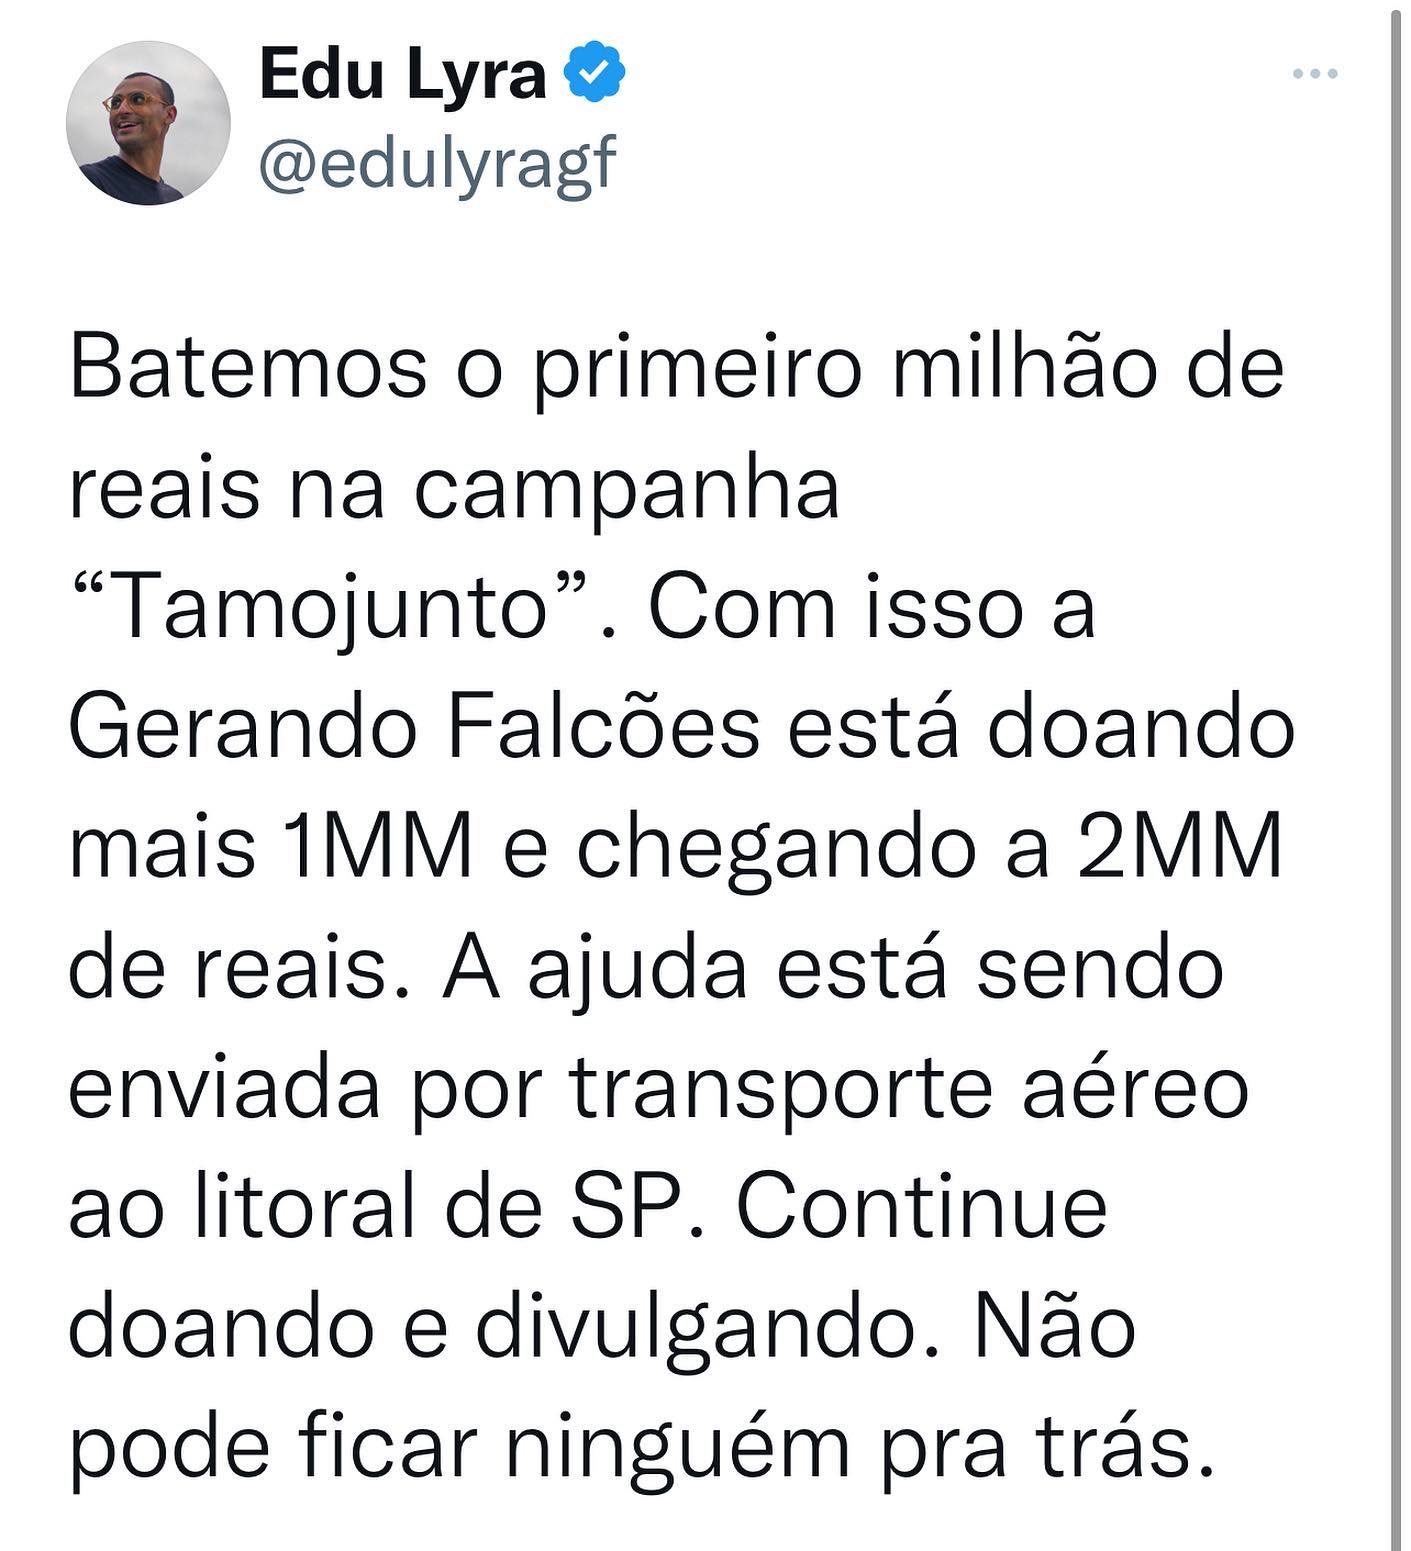 Edu Lyra
@edulyragf
Batemos o primeiro milhão de
reais na campanha
“Tamojunto”. Com isso a
Gerando Falcões está doando
mais 1MM e chegando a 2MM
de reais. A ajuda está sendo
enviada por transporte aéreo
ao litoral de SP. Continue
doando e divulgando. Não
pode ficar ninguém pra trás.